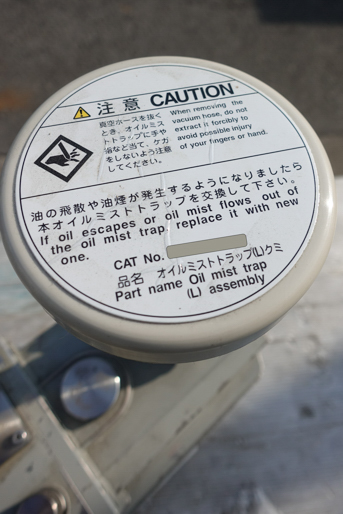 注意 CAUTION
真空ホースを抜く
とき、オイルミス
トトラップに手や
指など当て、ケガ
をしないよう注意
してください。
When removing the
vacuum hose, do not
extract it forcibly to
avoid possible injury
of your fingers or hand.
油の飛散や油煙が発生するようになりましたら
本オイルミストトラップを交換して下さい。
If oil escapes or oil mist flows out of
the oil mist trap, replace it with new
one.
CAT No.
品名 オイルミストトラップ(L)クミ
Part name Oil mist trap
(L) assembly